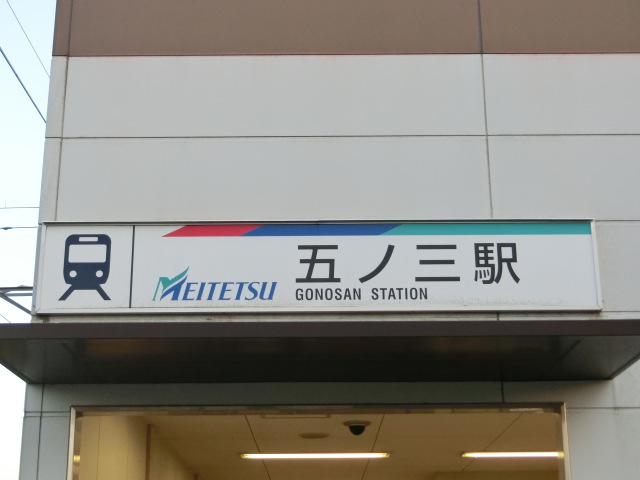 五ノ三駅
MEITETSU
GONOSAN STATION